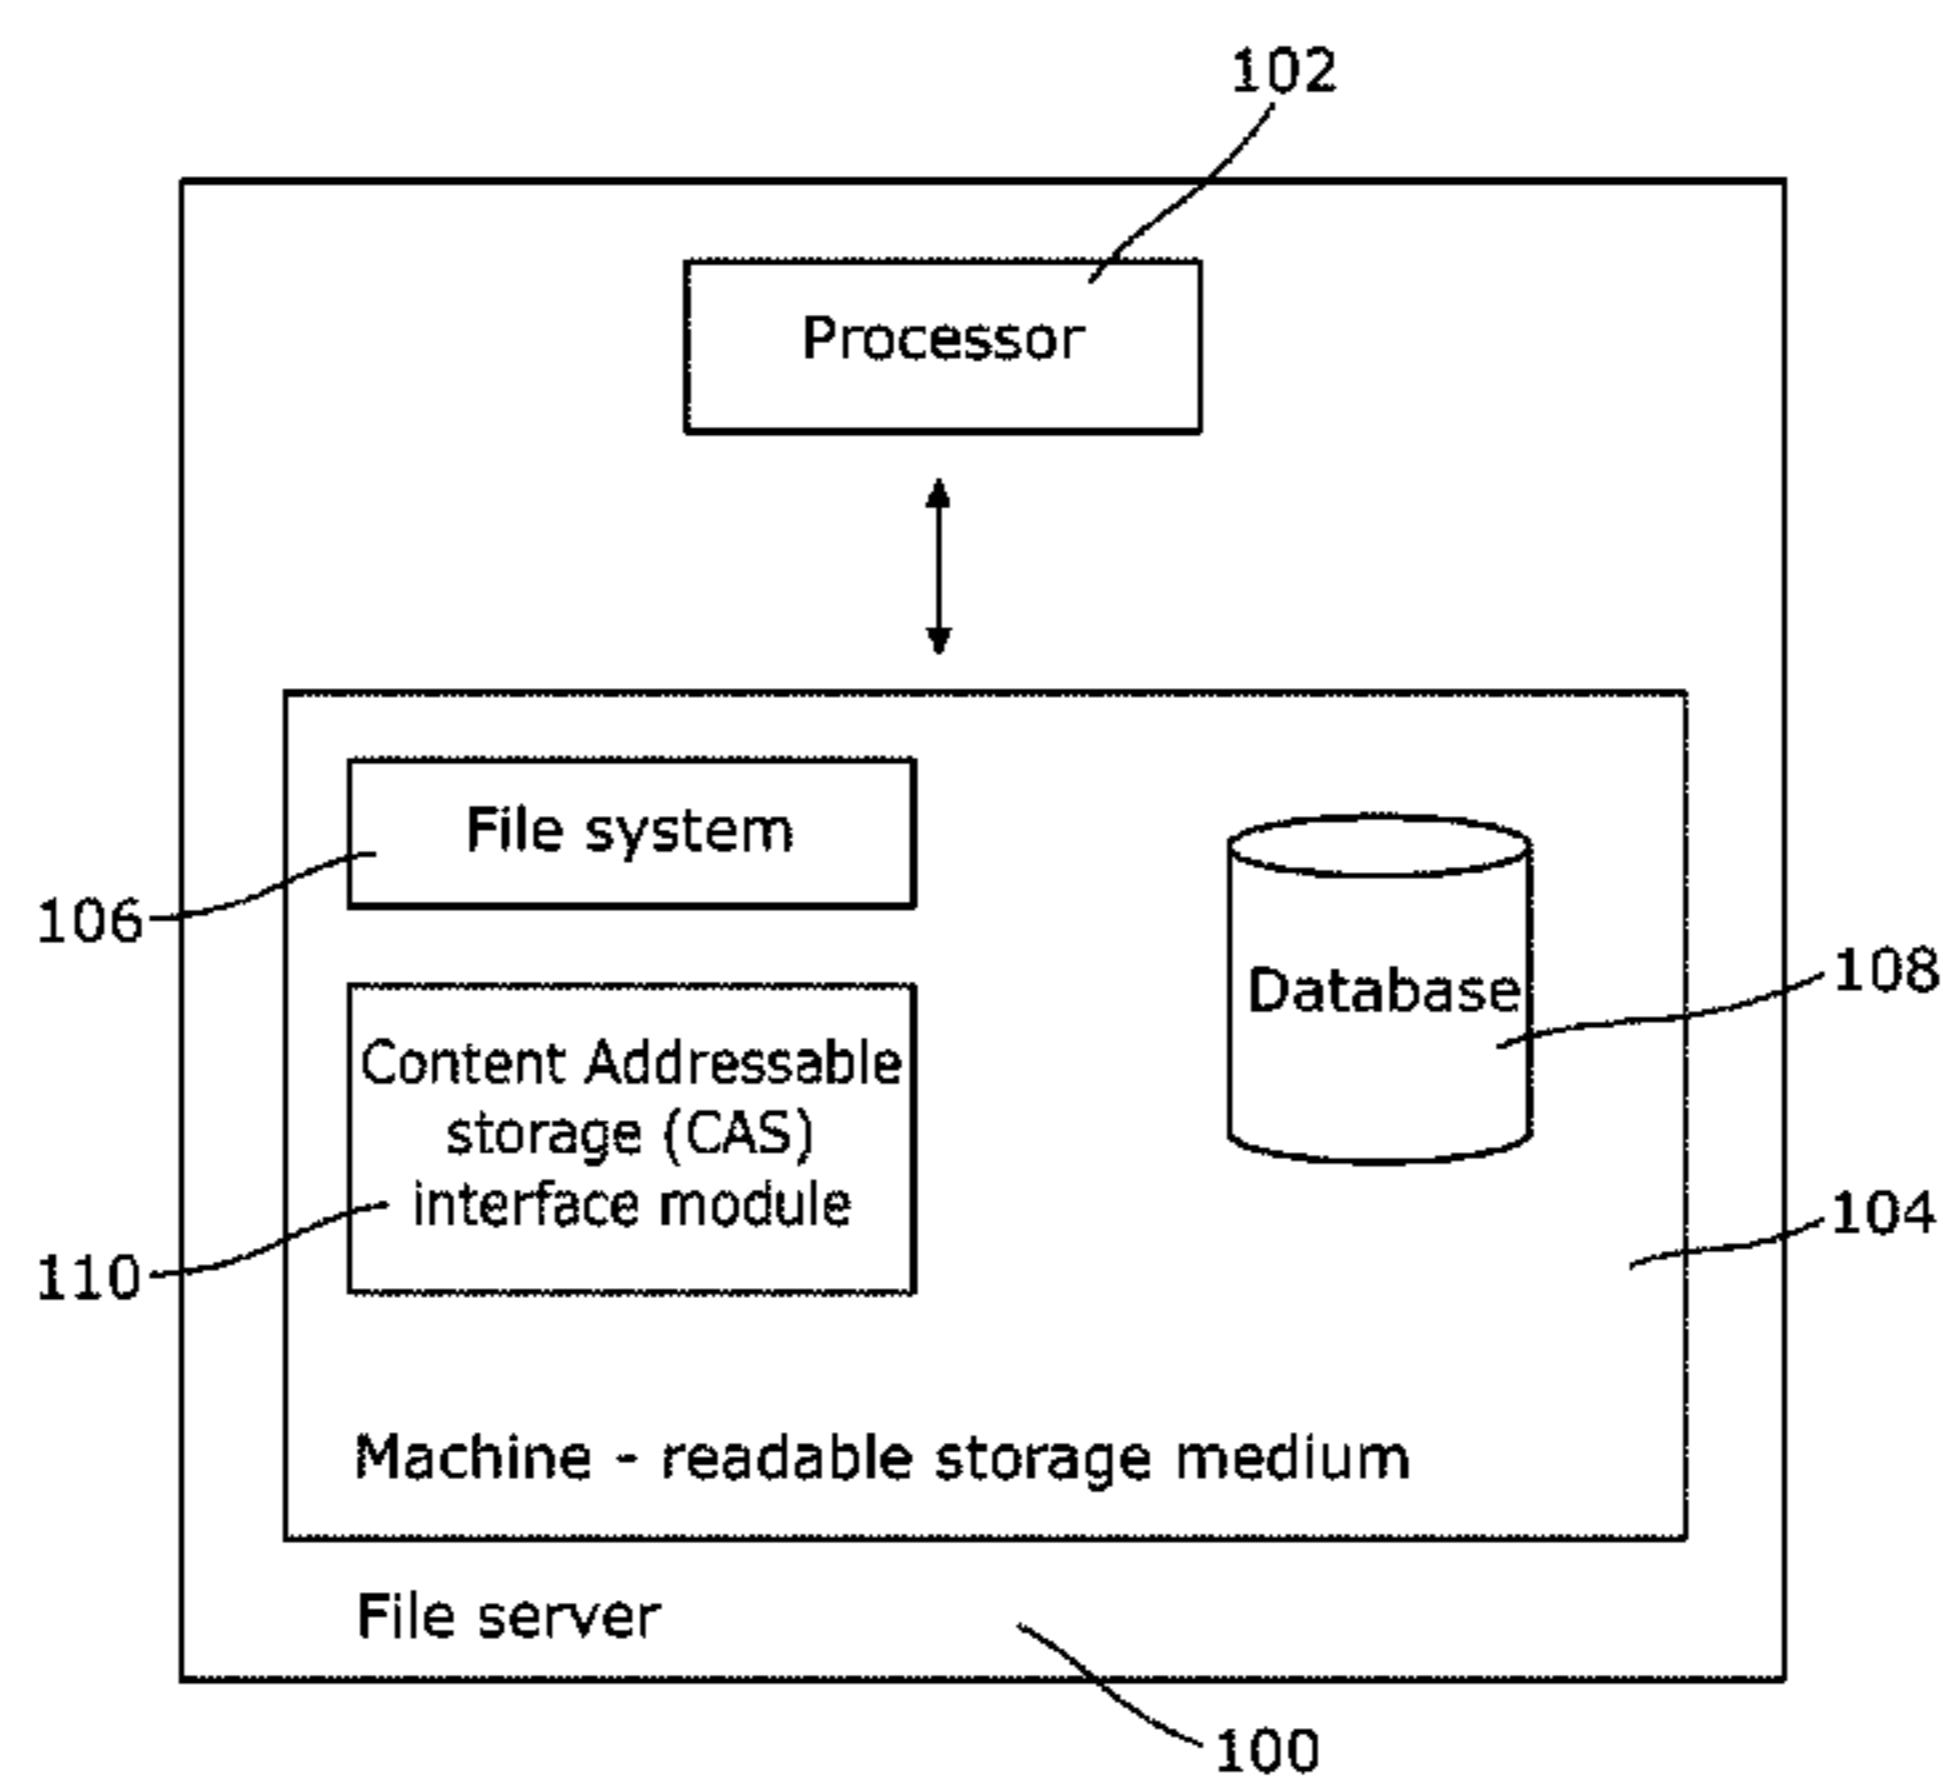 102
Processor
File system
106
Database
108
Content Addressable
storage (CAS)
interface module
110
104
Machine - readable storage medium
File server
100